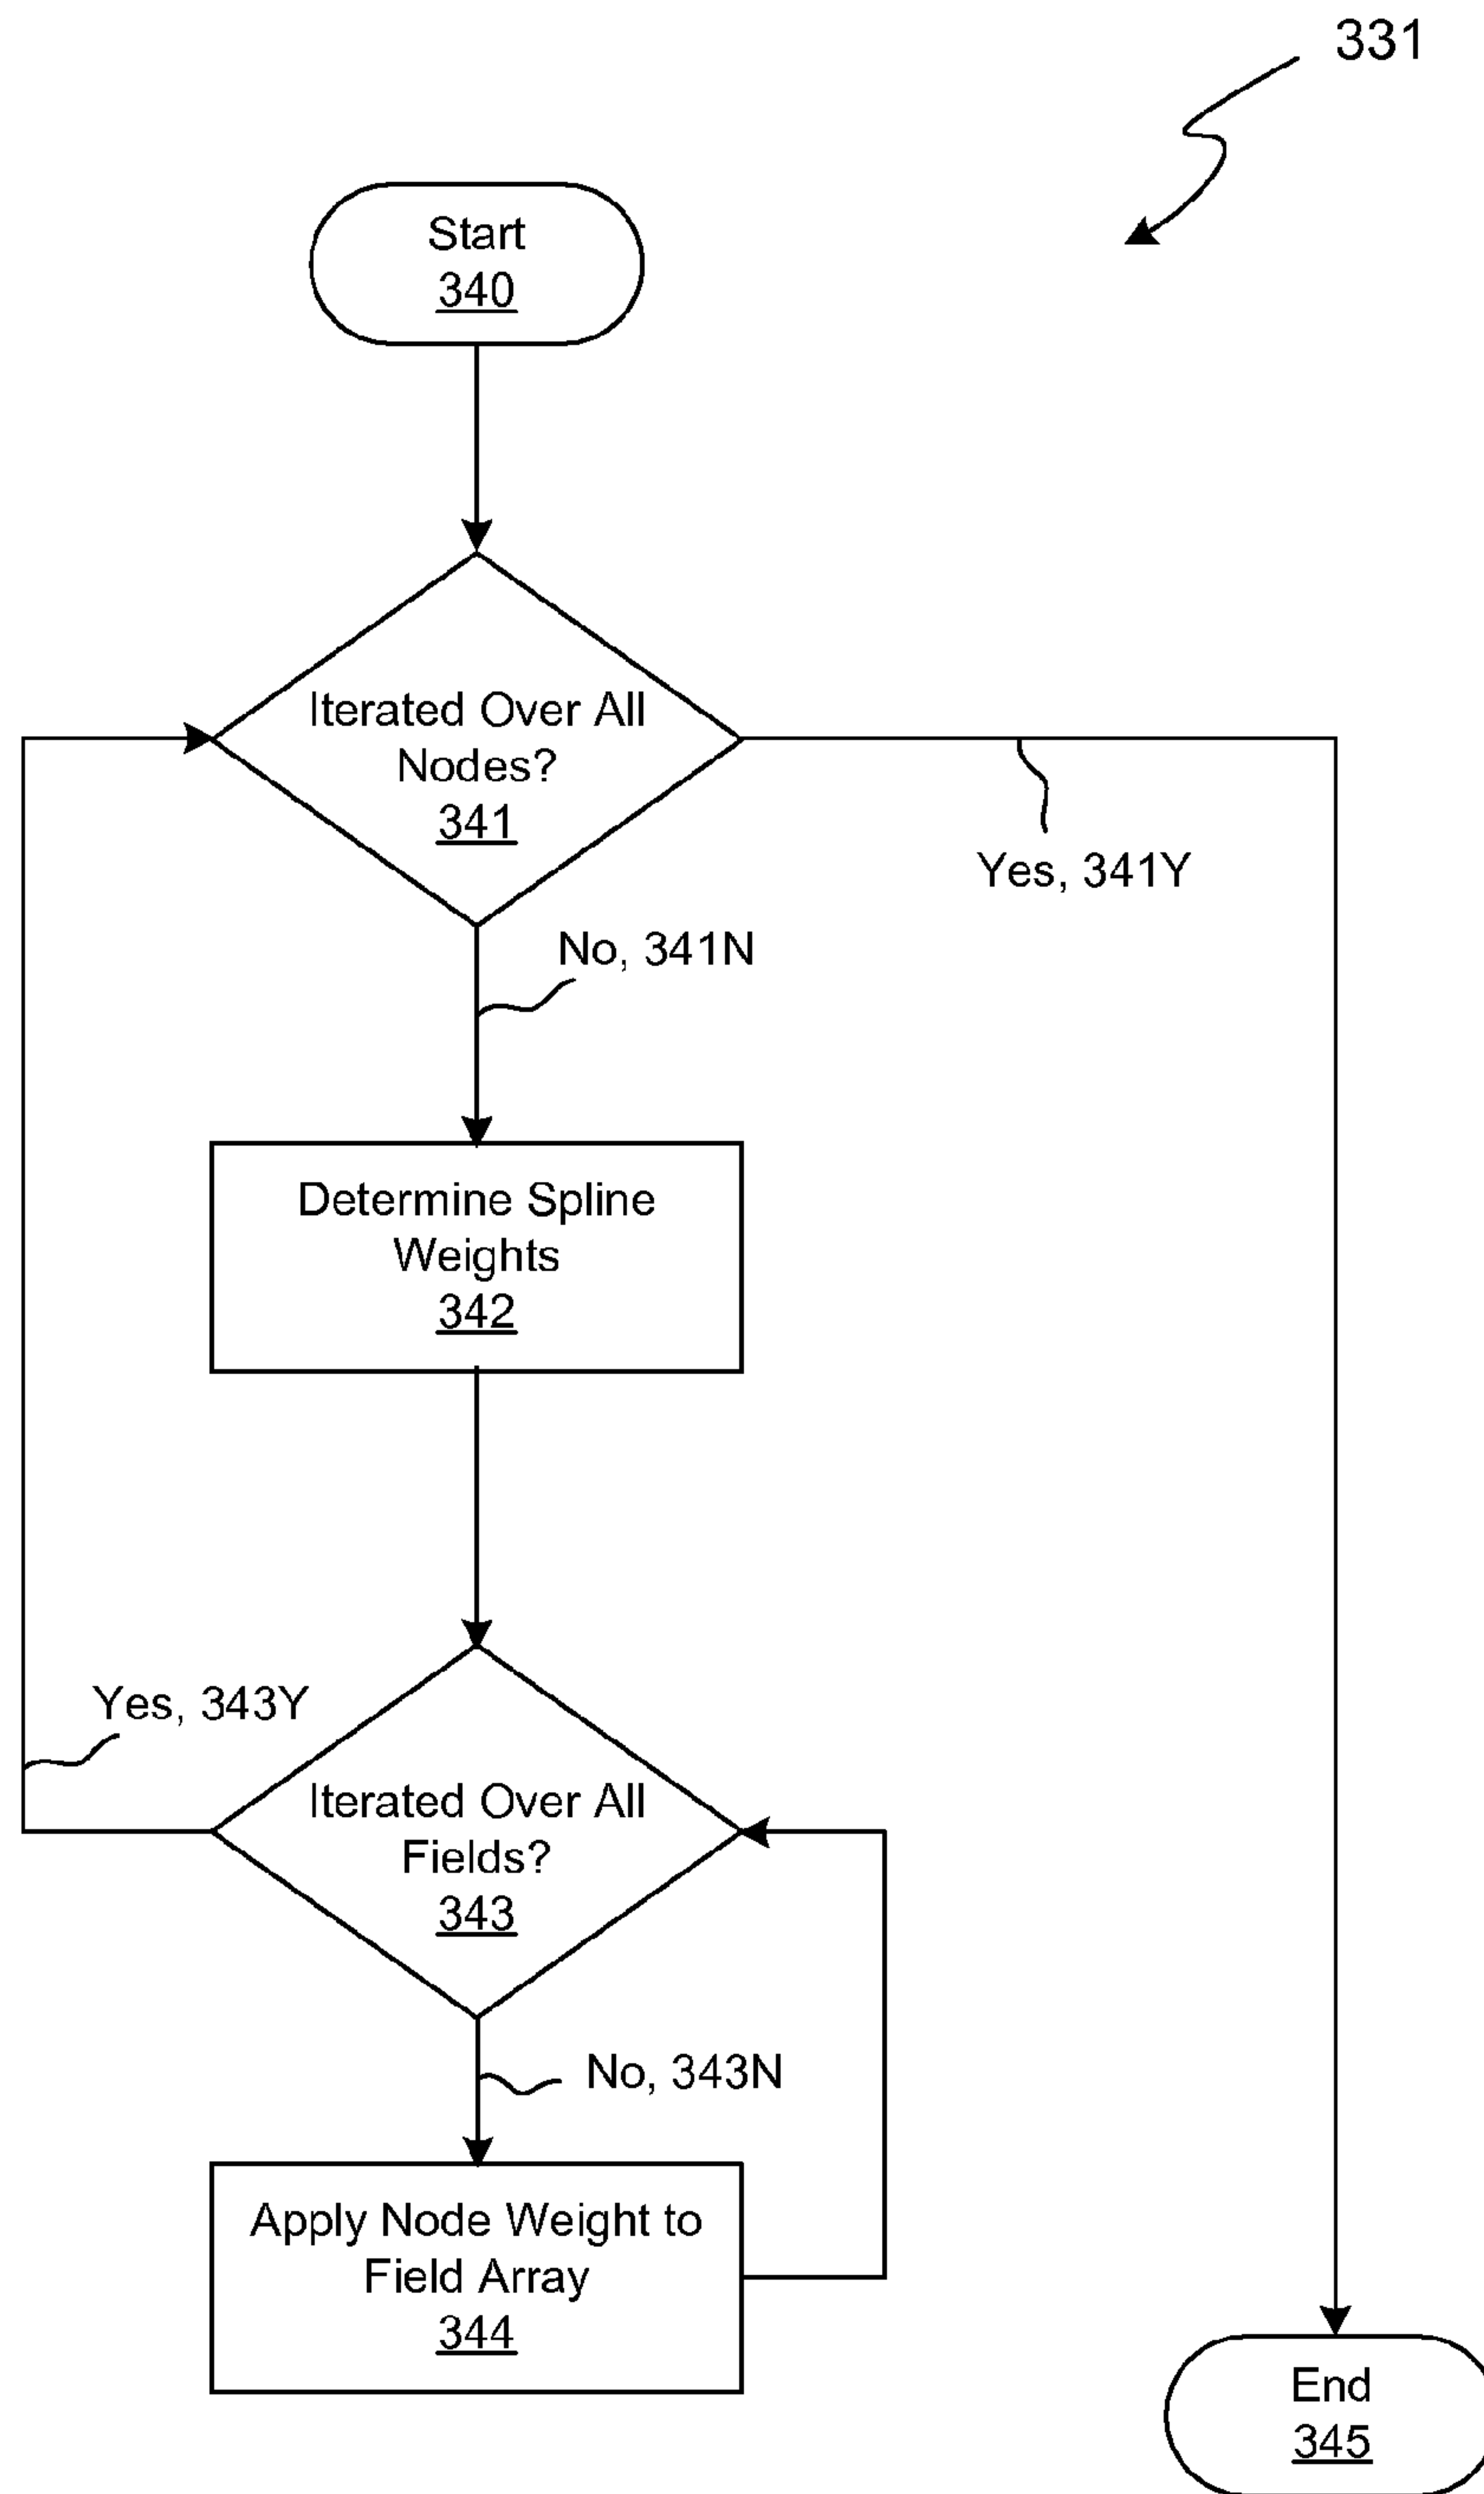 331
Start
340
Iterated Over All
Nodes?
341
Yes, 341Y
No, 341N
Determine Spline
Weights
342
Yes, 343Y
Iterated Over All
Fields?
343
No, 343N
Apply Node Weight to
Field Array
344
End
345